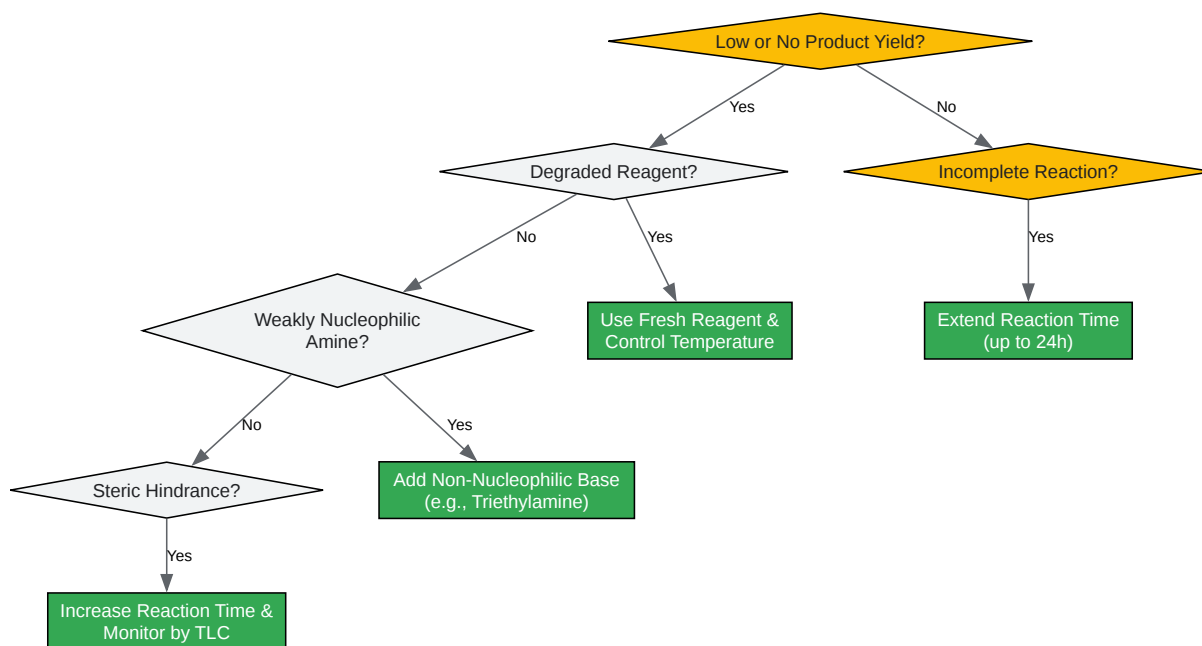 Low or No Product Yield?
Yes
No
Degraded Reagent?
Incomplete Reaction?
No
Yes
Yes
Weakly Nucleophilic
Amine?
Use Fresh Reagent &
Control Temperature
Extend Reaction Time
(up to 24h)
No
Yes
Steric Hindrance?
Add Non-Nucleophilic Base
(e.g., Triethylamine)
Yes
Increase Reaction Time &
Monitor by TLC